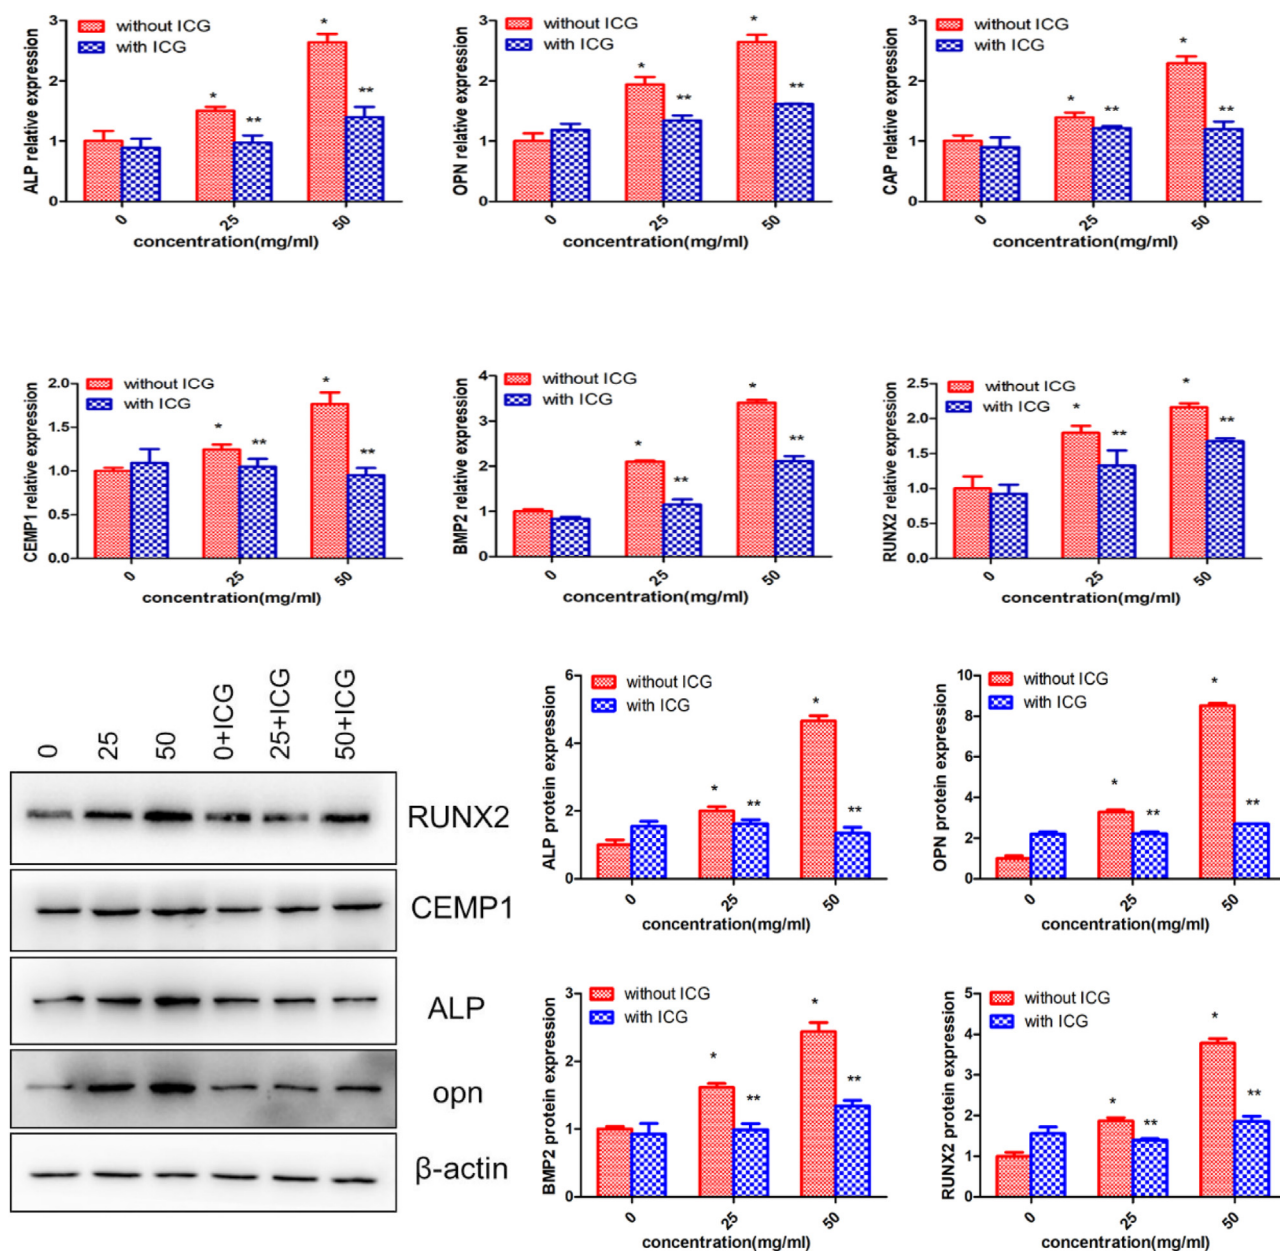 ALP relative expression
3
2
1
0
without ICG
with ICG
*
**
*
**
0
25
50
concentration(mg/ml)
OPN relative expression
3
2
1
0
without ICG
with ICG
*
**
*
**
0
25
50
concentration(mg/ml)
CAP relative expression
3
2
1
0
without ICG
with ICG
*
**
*
**
0
25
50
concentration(mg/ml)
CEMP1 relative expression
2.0
1.5
1.0
0.5
0.0
without ICG
with ICG
*
**
*
**
0
25
50
concentration(mg/ml)
BMP2 relative expression
4
3
2
1
0
without ICG
with ICG
*
**
*
**
0
25
50
concentration(mg/ml)
RUNX2 relative expression
2.5
2.0
1.5
1.0
0.5
0.0
without ICG
with ICG
*
**
*
**
0
25
50
concentration(mg/ml)
0 25 50 0+ICG 25+ICG 50+ICG
RUNX2
CEMP1
ALP
opn
β-actin
ALP protein expression
6
4
2
0
without ICG
with ICG
*
**
*
**
0
25
50
concentration(mg/ml)
OPN protein expression
10
8
6
4
2
0
without ICG
with ICG
*
**
*
**
0
25
50
concentration(mg/ml)
BMP2 protein expression
3
2
1
0
without ICG
with ICG
*
**
*
**
0
25
50
concentration(mg/ml)
RUNX2 protein expression
5
4
3
2
1
0
without ICG
with ICG
*
**
*
**
0
25
50
concentration(mg/ml)